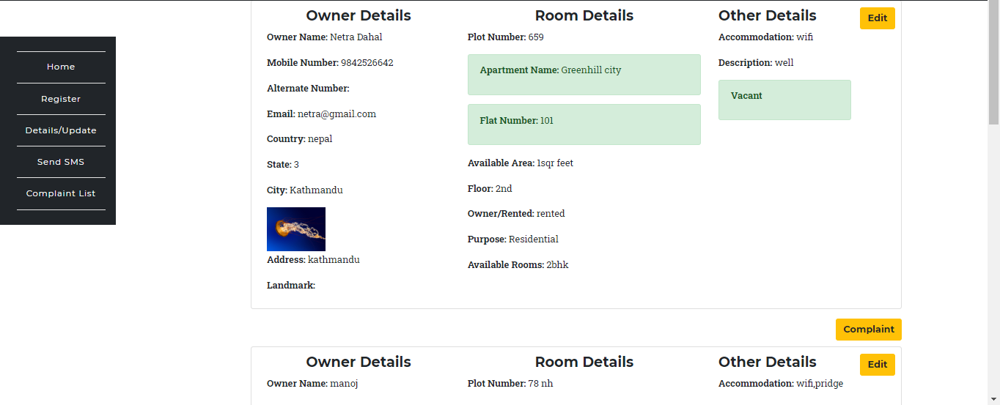 Home
Register
Details/Update
Send SMS
Complaint List
Owner Details
Owner Name: Netra Dahal
Mobile Number: 9842526642
Alternate Number:
Email: netra@gmail.com
Country: nepal
State: 3
City: Kathmandu
Address: kathmandu
Landmark:
Room Details
Plot Number: 659
Apartment Name: Greenhill city
Flat Number: 101
Available Area: 1sqr feet
Floor: 2nd
Owner/Rented: rented
Purpose: Residential
Available Rooms: 2bhk
Other Details
Edit
Accommodation: wifi
Description: well
Vacant
Complaint
Owner Details
Owner Name: manoj
Room Details
Plot Number: 78 nh
Other Details
Edit
Accommodation: wifi,pridge